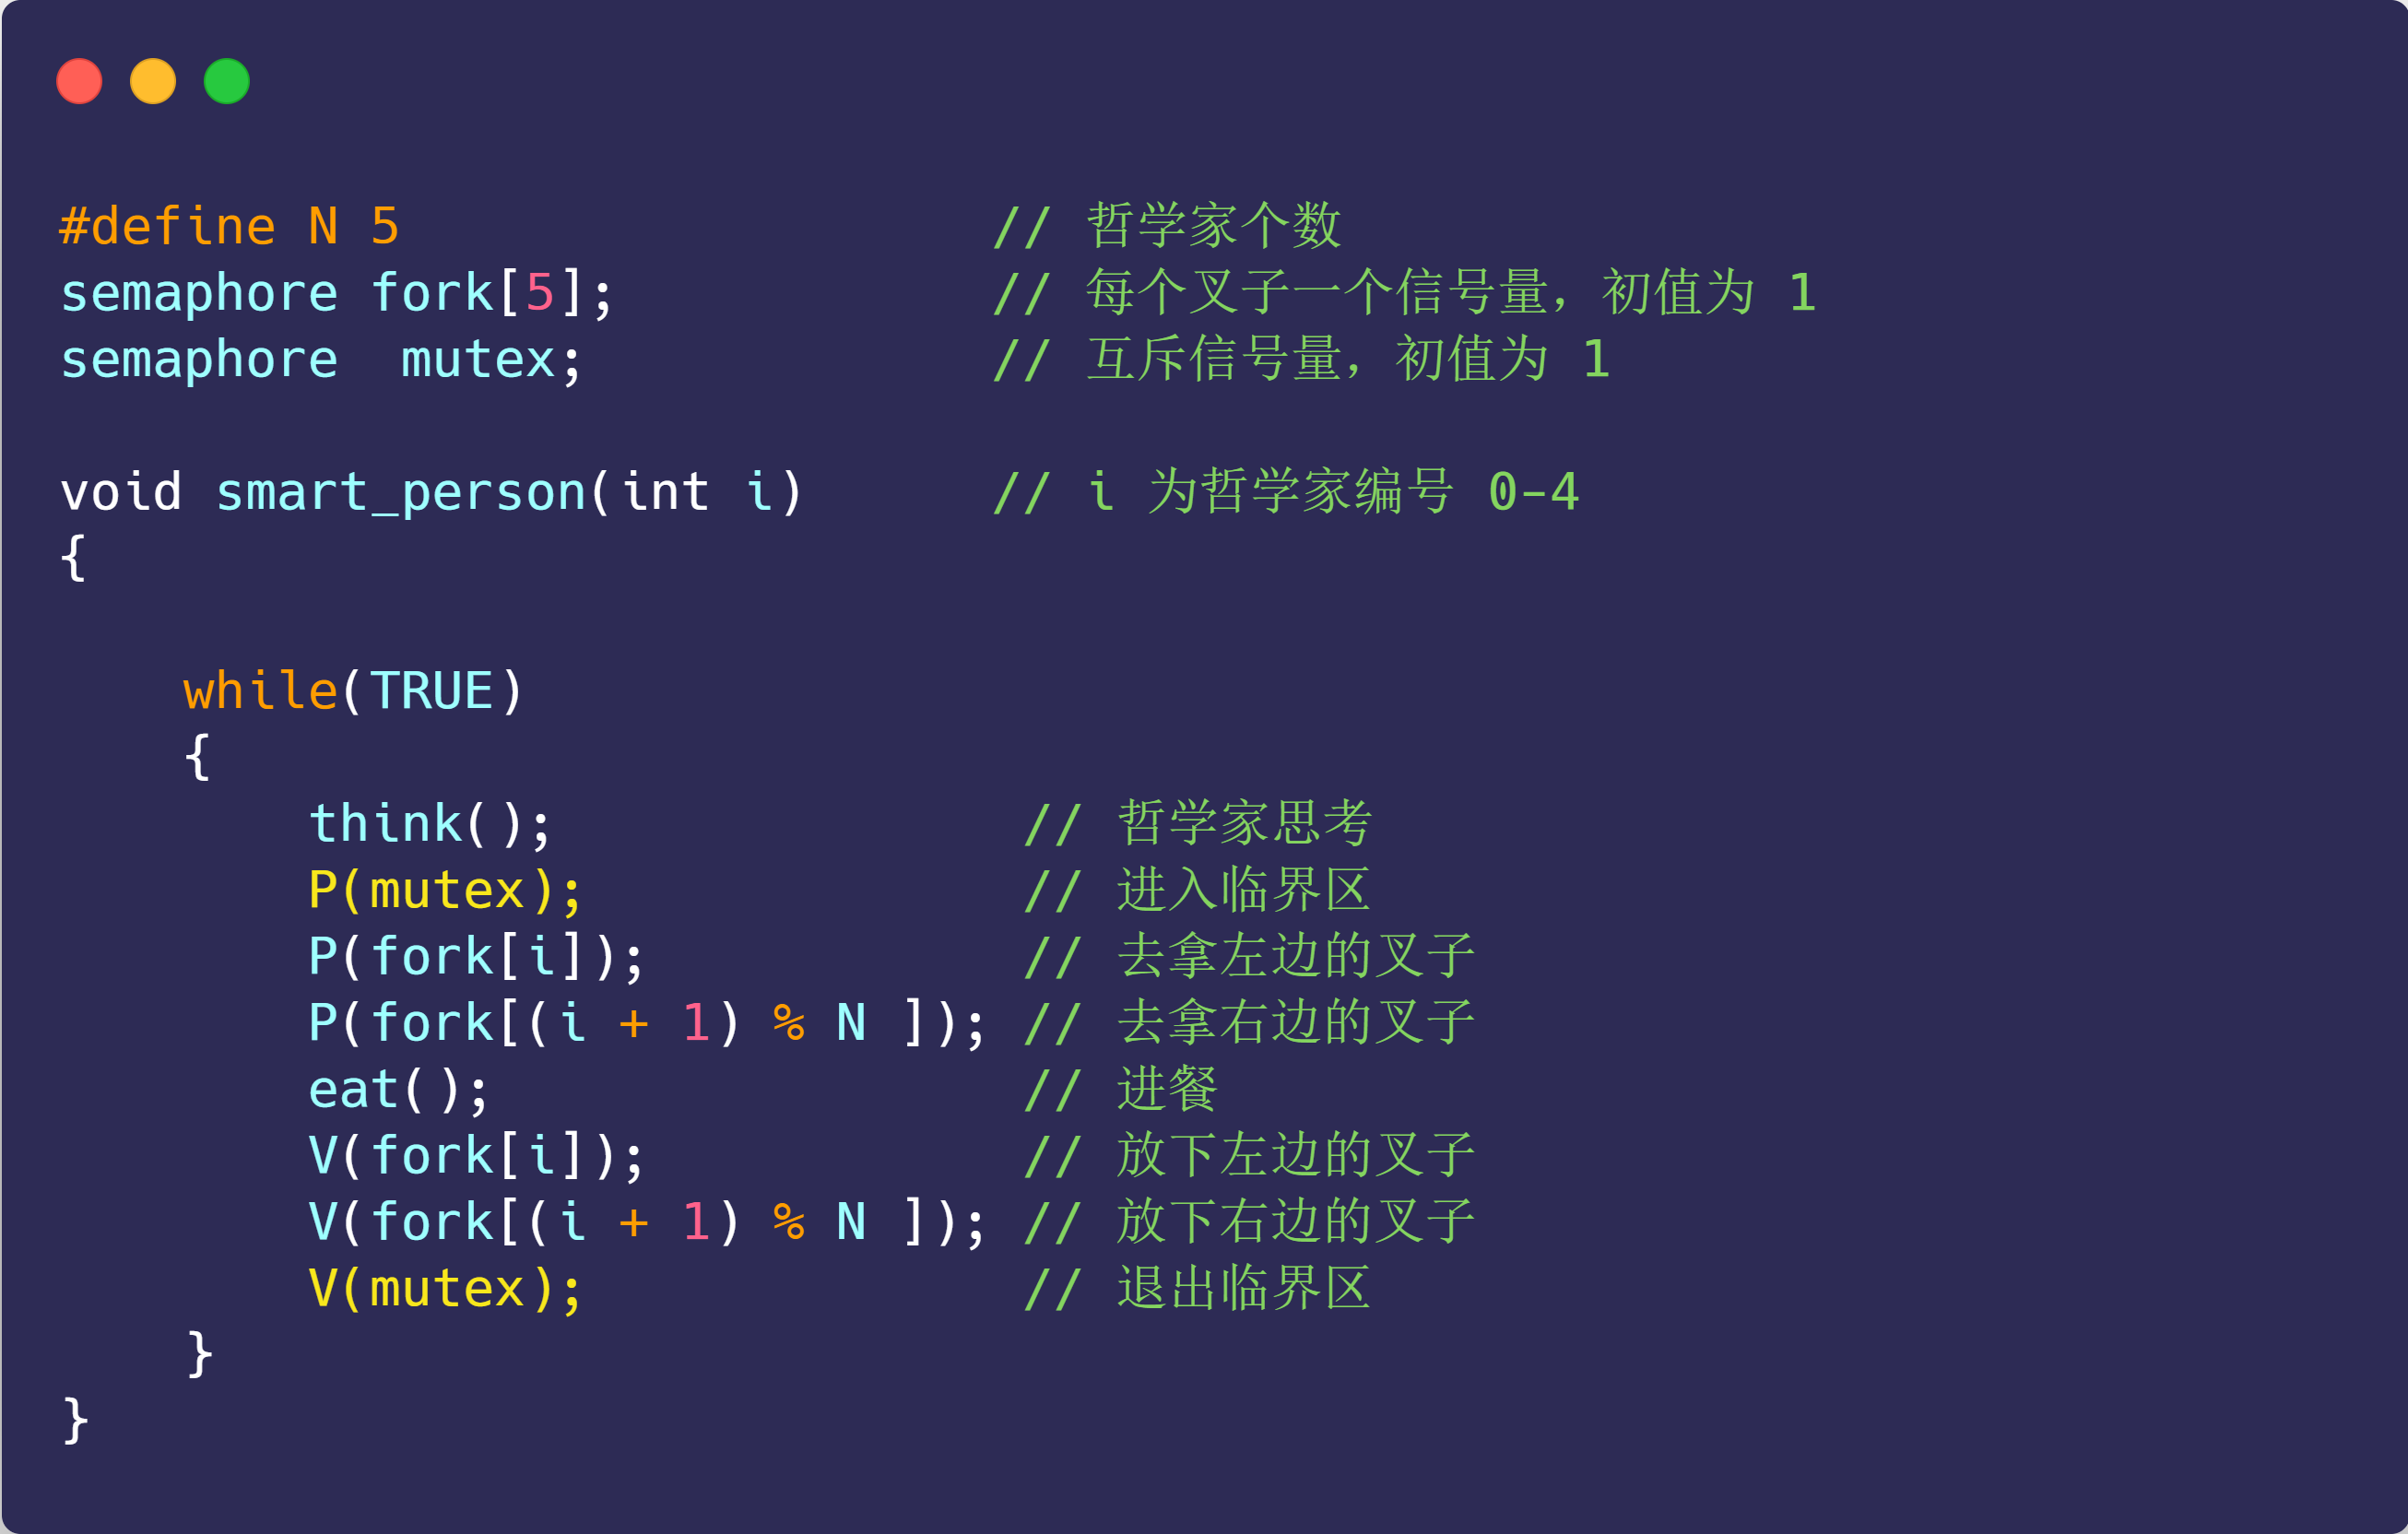 #define N 5 // 哲学家个数
semaphore fork[5]; // 每个叉子一个信号量，初值为 1
semaphore  mutex; // 互斥信号量，初值为 1
void smart_person(int i) // i 为哲学家编号 0-4
{
while(TRUE)
{
think(); // 哲学家思考
P(mutex); // 进入临界区
P(fork[i]); // 去拿左边的叉子
P(fork[(i + 1) % N ]); // 去拿右边的叉子
eat(); // 进餐
V(fork[i]); // 放下左边的叉子
V(fork[(i + 1) % N ]); // 放下右边的叉子
V(mutex); // 退出临界区
}
}